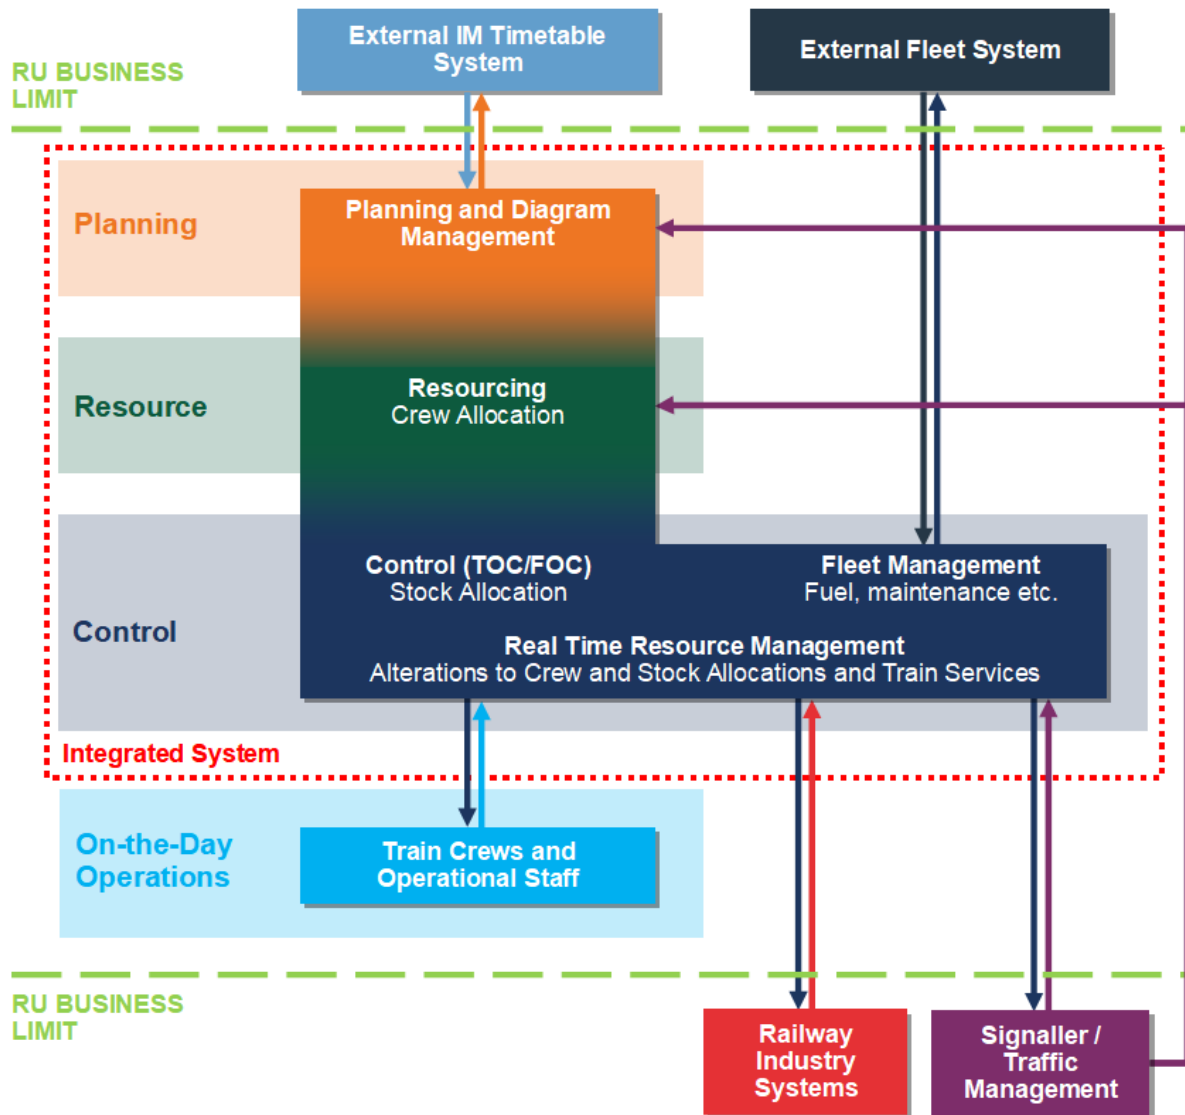 External IM Timetable
System
External Fleet System
RU BUSINESS
LIMIT
Planning
Planning and Diagram
Management
Resource
Resourcing
Crew Allocation
Control
Control (TOC/FOC)
Stock Allocation
Fleet Management
Fuel, maintenance etc.
Real Time Resource Management
Alterations to Crew and Stock Allocations and Train Services
Integrated System
On-the-Day
Operations
Train Crews and
Operational Staff
RU BUSINESS
LIMIT
Railway
Industry
Systems
Signaller /
Traffic
Management